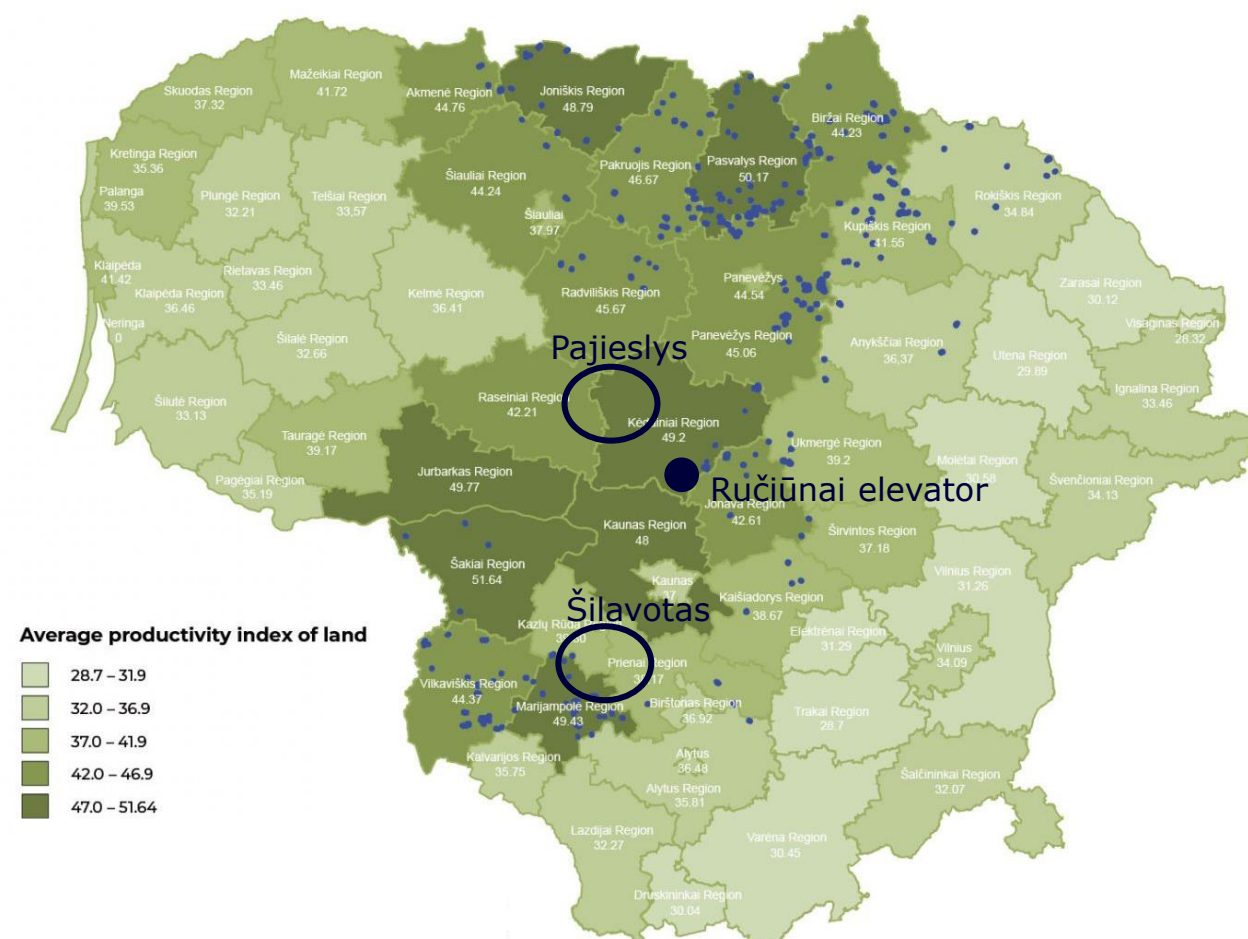 Skuodas Region
37.32
Mažeikiai Region
41.72
Akmenė Region
44.76
Joniškis Region
48.79
Biržai Region
44.23
Kretinga Region
35.36
Palanga
39.53
Plungė Region
32.21
Telšiai Region
33,57
Šiauliai Region
44.24
Šiauliai
37.97
Pakruojis Region
46.67
Pasvalys Region
50.17
Rokiškis Region
34.84
Kupiškis Region
41.55
Klaipėda
41.42
Klaipėda Region
36.46
Rietavas Region
33.46
Kelmė Region
36.41
Radviliškis Region
45.67
Panevėžys
44.54
Zarasai Region
30.12
Visaginas Region
28.32
Neringa
0
Šilalė Region
32.66
Panevėžys Region
45.06
Anykščiai Region
36,37
Utena Region
29.89
Ignalina Region
33.46
Pajieslys
Šilutė Region
33.13
Raseiniai Region
42.21
Kėdainiai Region
49.2
Tauragė Region
39.17
Ukmergė Region
39.2
Molėtai Region
30.58
Pagėgiai Region
35.19
Jurbarkas Region
49.77
Švenčionių Region
34.13
Ručiūnai elevator
Jonava Region
42.61
Kaunas Region
48
Širvintos Region
37.18
Šakiai Region
51.64
Kaunas
37
Vilnius Region
31.26
Kaišiadorys Region
38.67
Šilavotas
Kazlų Rūda
Elektrėnai Region
31.29
Vilnius
34.09
Prienai Region
Average productivity index of land
28.7 – 31.9
32.0 – 36.9
37.0 – 41.9
42.0 – 46.9
47.0 – 51.64
Vilkaviškis Region
44.37
Marijampolė Region
49.43
Birštonas Region
36.92
Trakai Region
28.7
Kalvarijos Region
35.75
Alytus
36.48
Alytus Region
35.81
Šalčininkai Region
32.07
Lazdijai Region
32.27
Varėna Region
30.45
Druskininkai Region
30.04